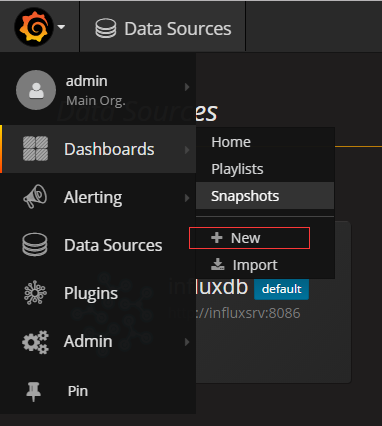 Data Sources
admin
Main Org.
Sources
Dashboards
Home
Playlists
Alerting
Snapshots
New
Data Sources
Import
Plugins
influxdb default
://influxsrv:8086
Admin
Pin